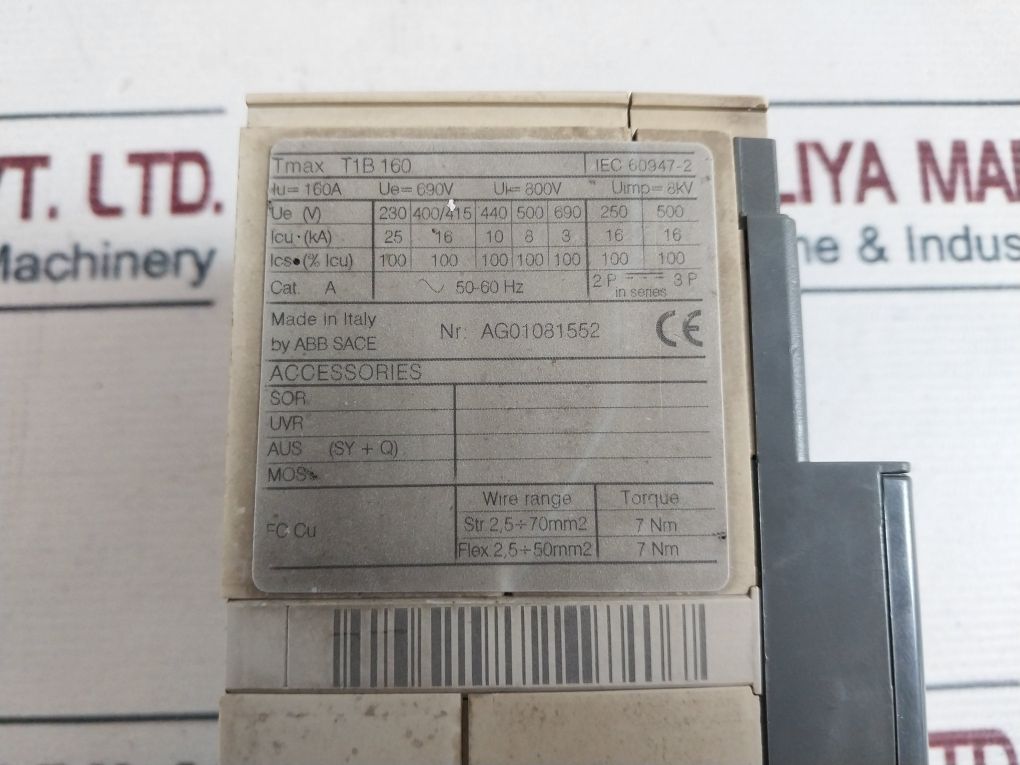 Tmax T1B 160 IEC 60947-2
Iu= 160A Ue= 690V Ui= 800V Uimp= 8kV
Ue (V) 230 400/415 440 500 690 250 500
Icu (kA) 25 16 10 8 3 16 16
Ics (% Icu) 100 100 100 100 100 100 100
Cat. A 50-60 Hz 2 P 3 P
in series
Made in Italy
by ABB SACE
Nr. AG01081552 CE
ACCESSORIES
SOR
UVR
AUS (SY + Q)
MOS
Wire range Torque
FC Cu Str.2,5÷70mm2 7 Nm
Flex.2,5÷50mm2 7 Nm
VT. LTD.
Machinery
LIYA MA
ne & Indus
LTD